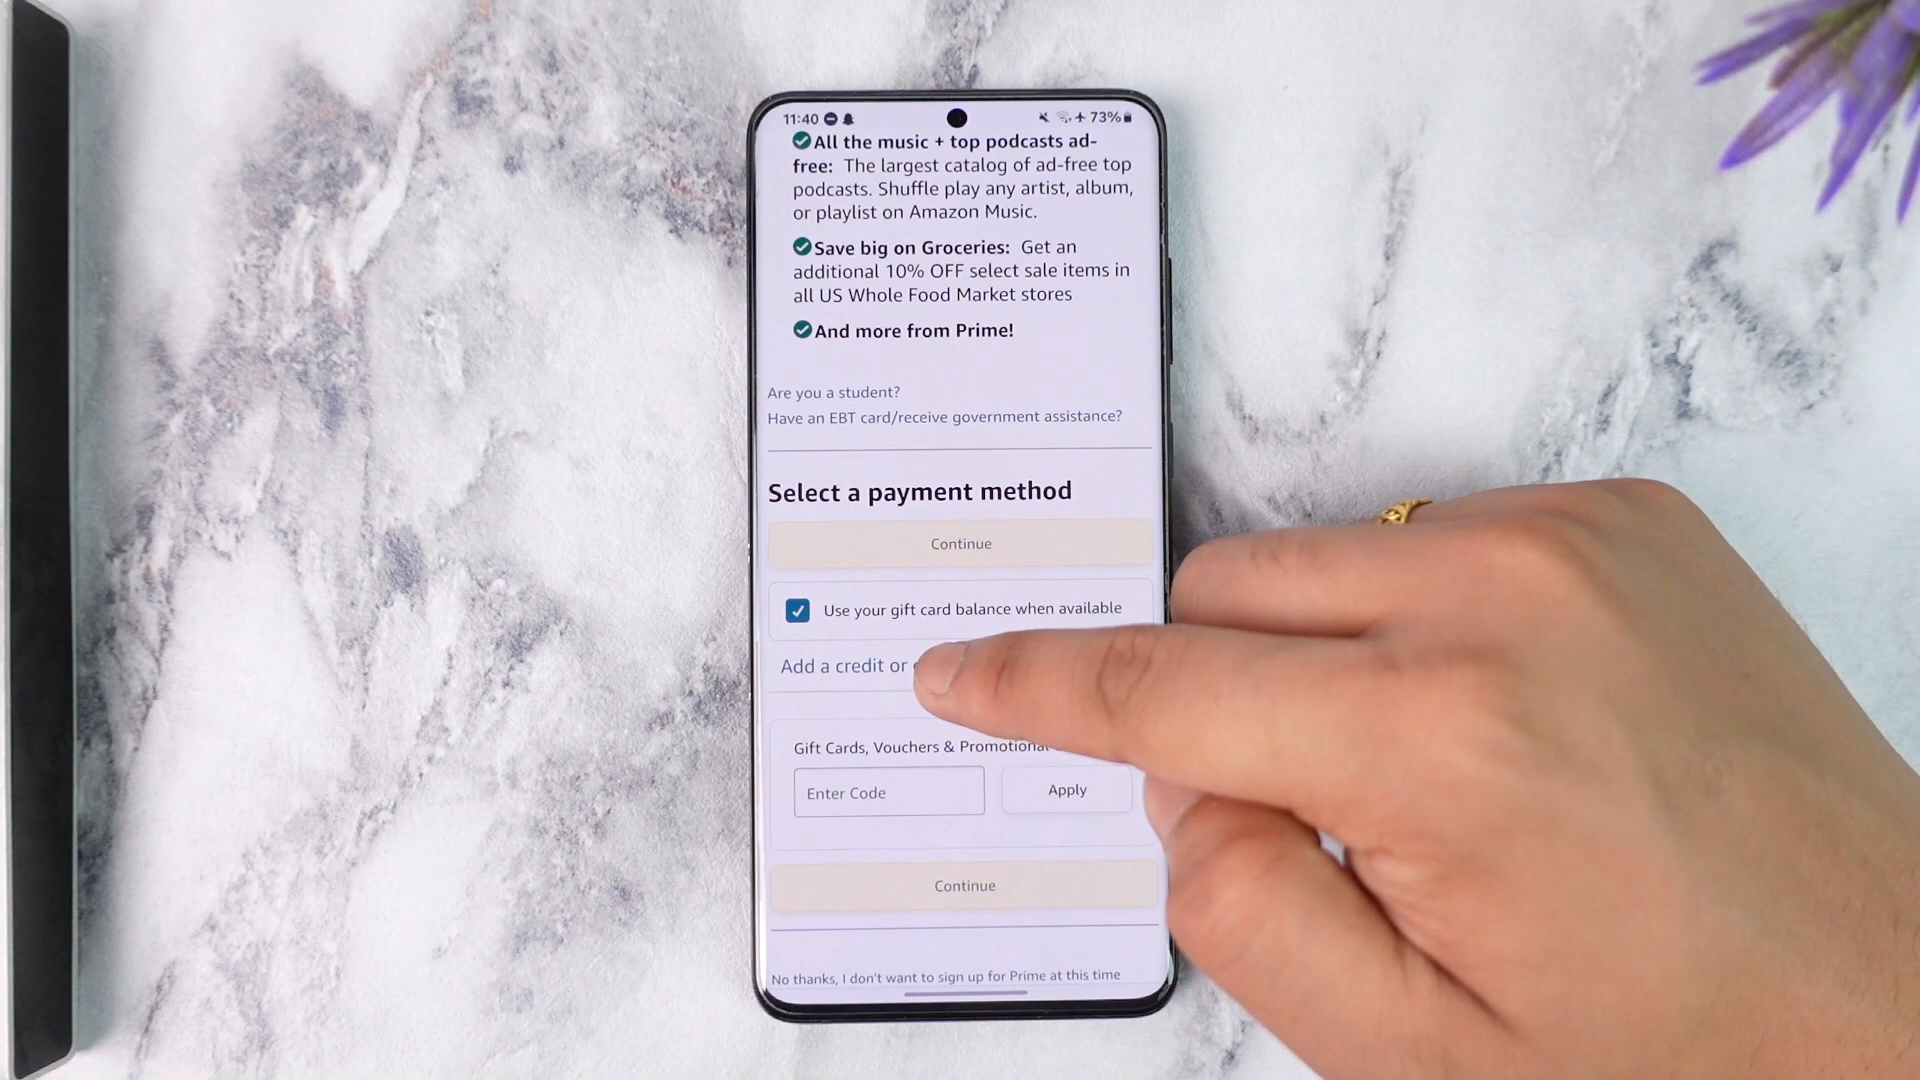 11:40 73%
All the music + top podcasts ad-
free: The largest catalog of ad-free top
podcasts. Shuffle play any artist, album,
or playlist on Amazon Music.
Save big on Groceries: Get an
additional 10% OFF select sale items in
all US Whole Food Market stores
And more from Prime!
Are you a student?
Have an EBT card/receive government assistance?
Select a payment method
Continue
Use your gift card balance when available
Add a credit or
Gift Cards, Vouchers & Promotional
Enter Code
Apply
Continue
No thanks, I don't want to sign up for Prime at this time